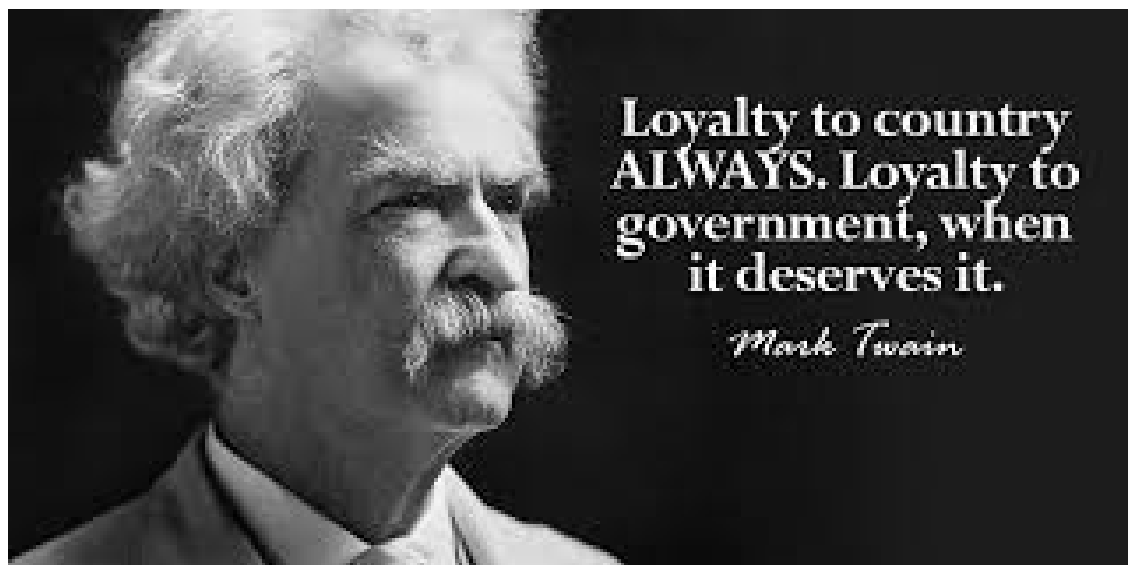 Loyalty to country
ALWAYS. Loyalty to
government, when
it deserves it.
Mark Twain